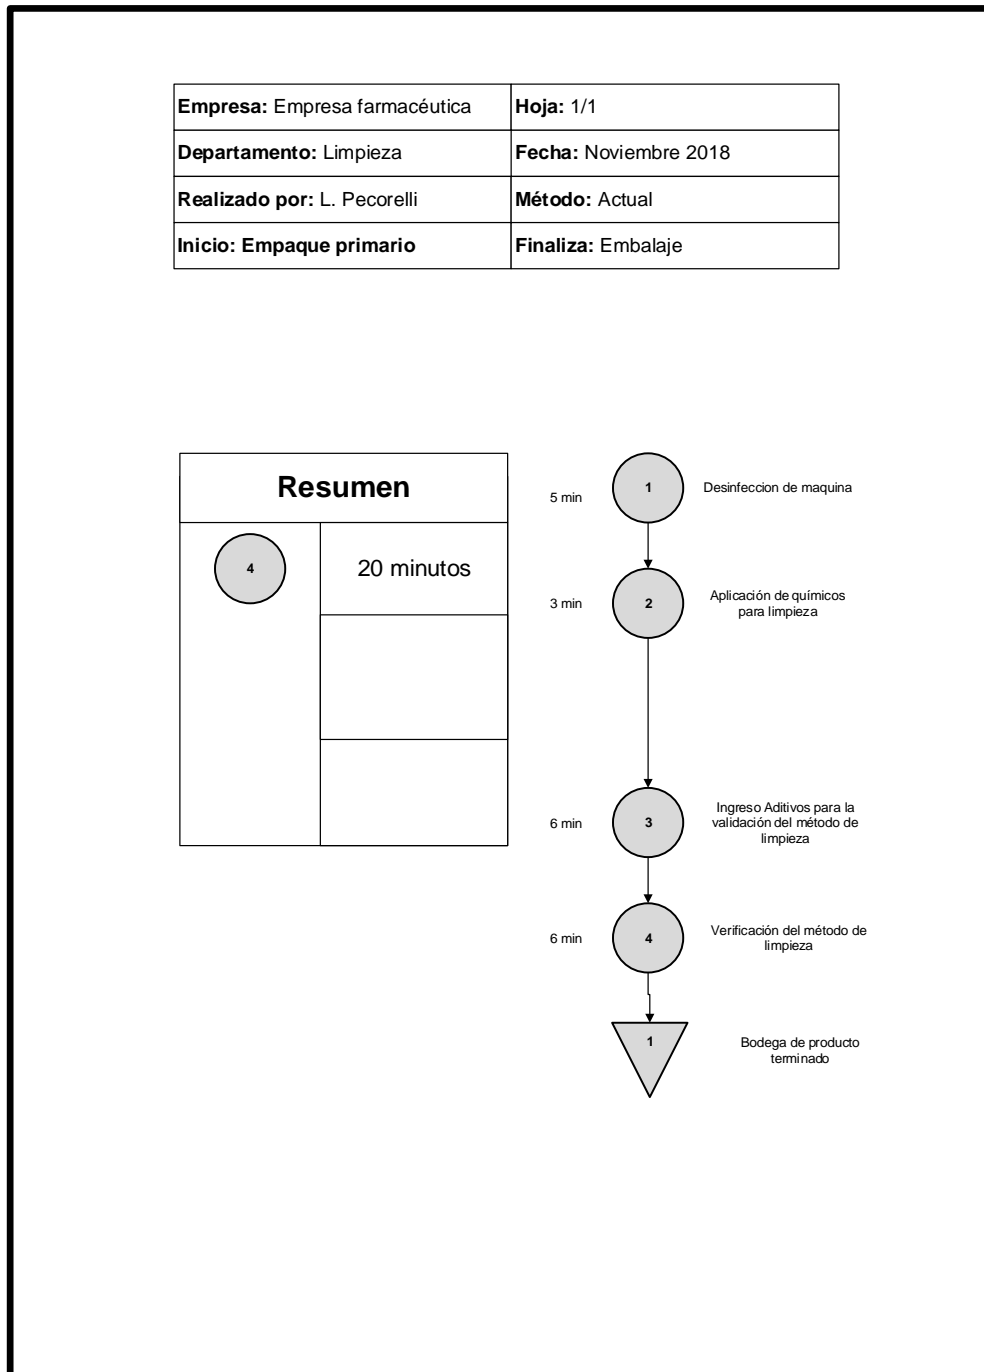 Empresa: Empresa farmacéutica
Hoja: 1/1
Departamento: Limpieza
Fecha: Noviembre 2018
Realizado por: L. Pecorelli
Método: Actual
Inicio: Empaque primario
Finaliza: Embalaje
Resumen
4
20 minutos
5 min
1
Desinfeccion de maquina
3 min
2
Aplicación de químicos
para limpieza
6 min
3
Ingreso Aditivos para la
validación del método de
limpieza
6 min
4
Verificación del método de
limpieza
1
Bodega de producto
terminado